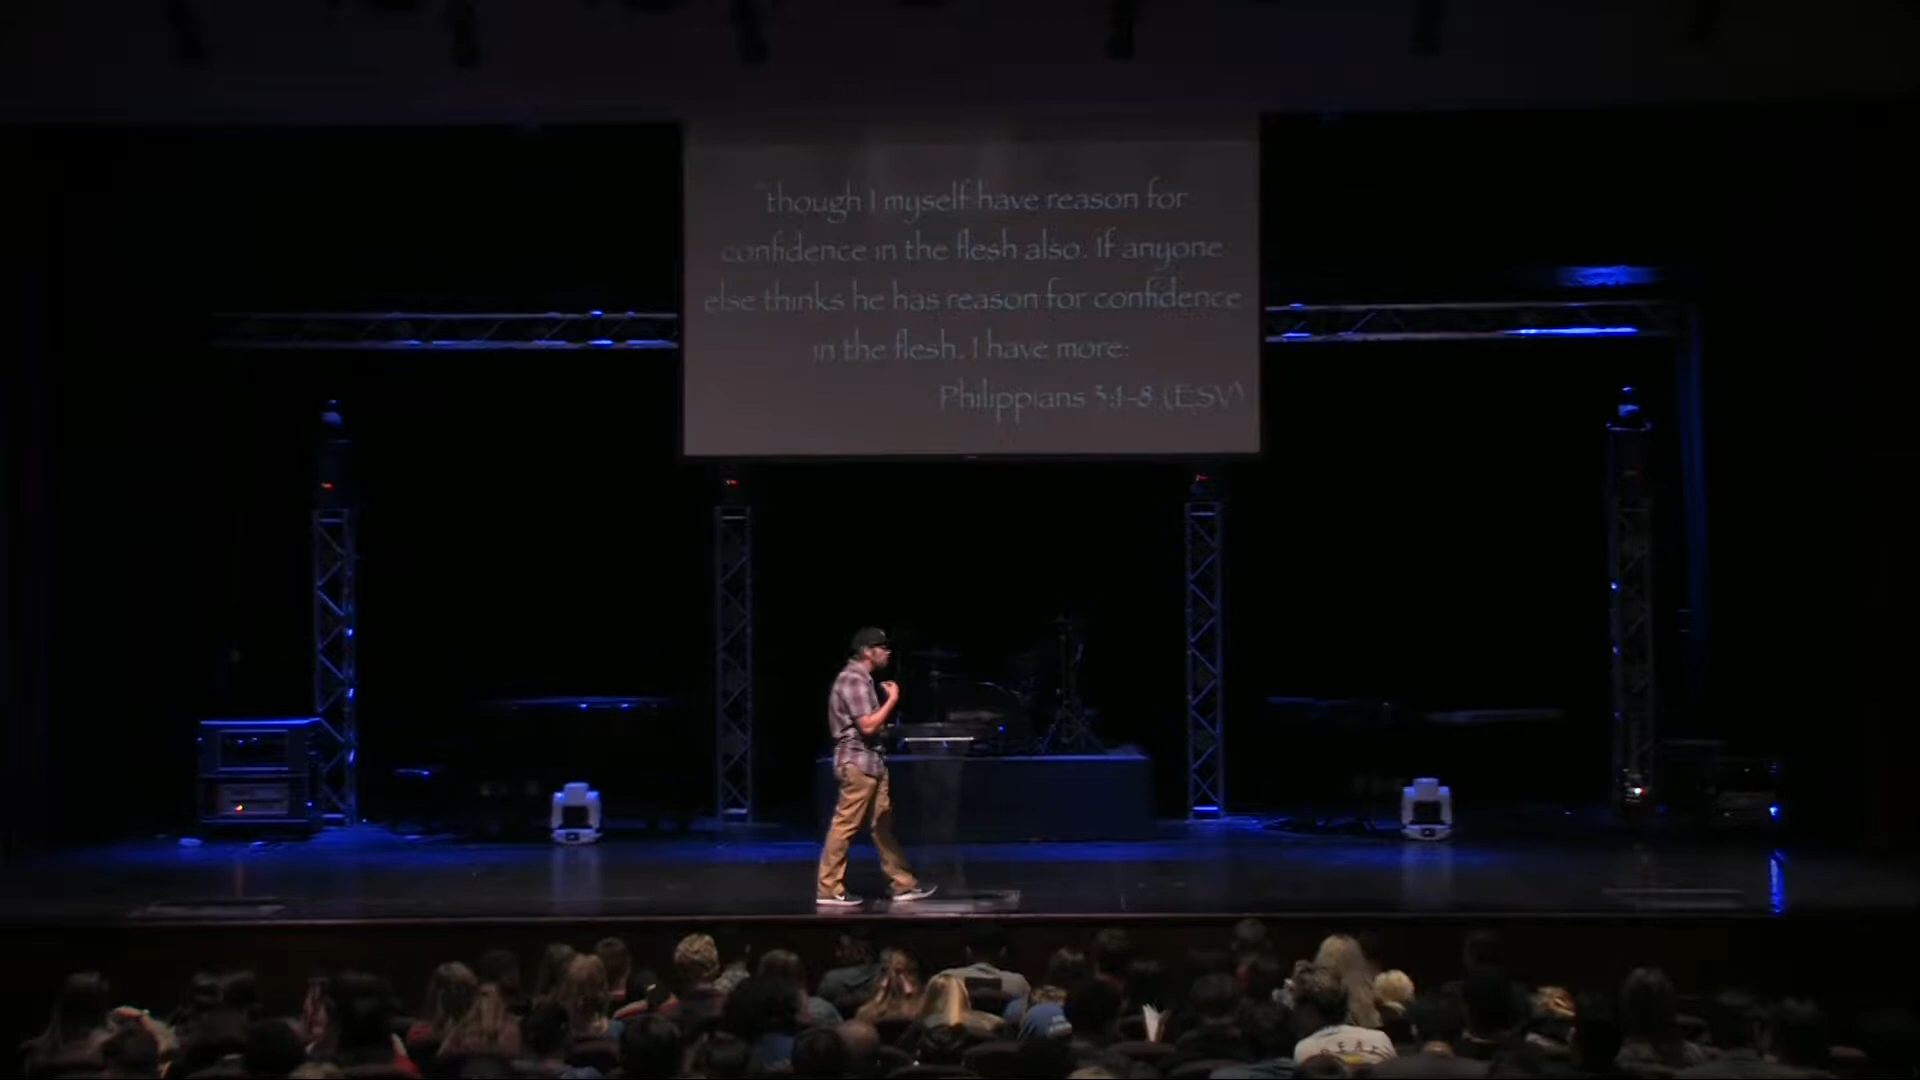 "though I myself have reason for
confidence in the flesh also. If anyone
else thinks he has reason for confidence
in the flesh, I have more:
Philippians 3:1-8 (ESV)